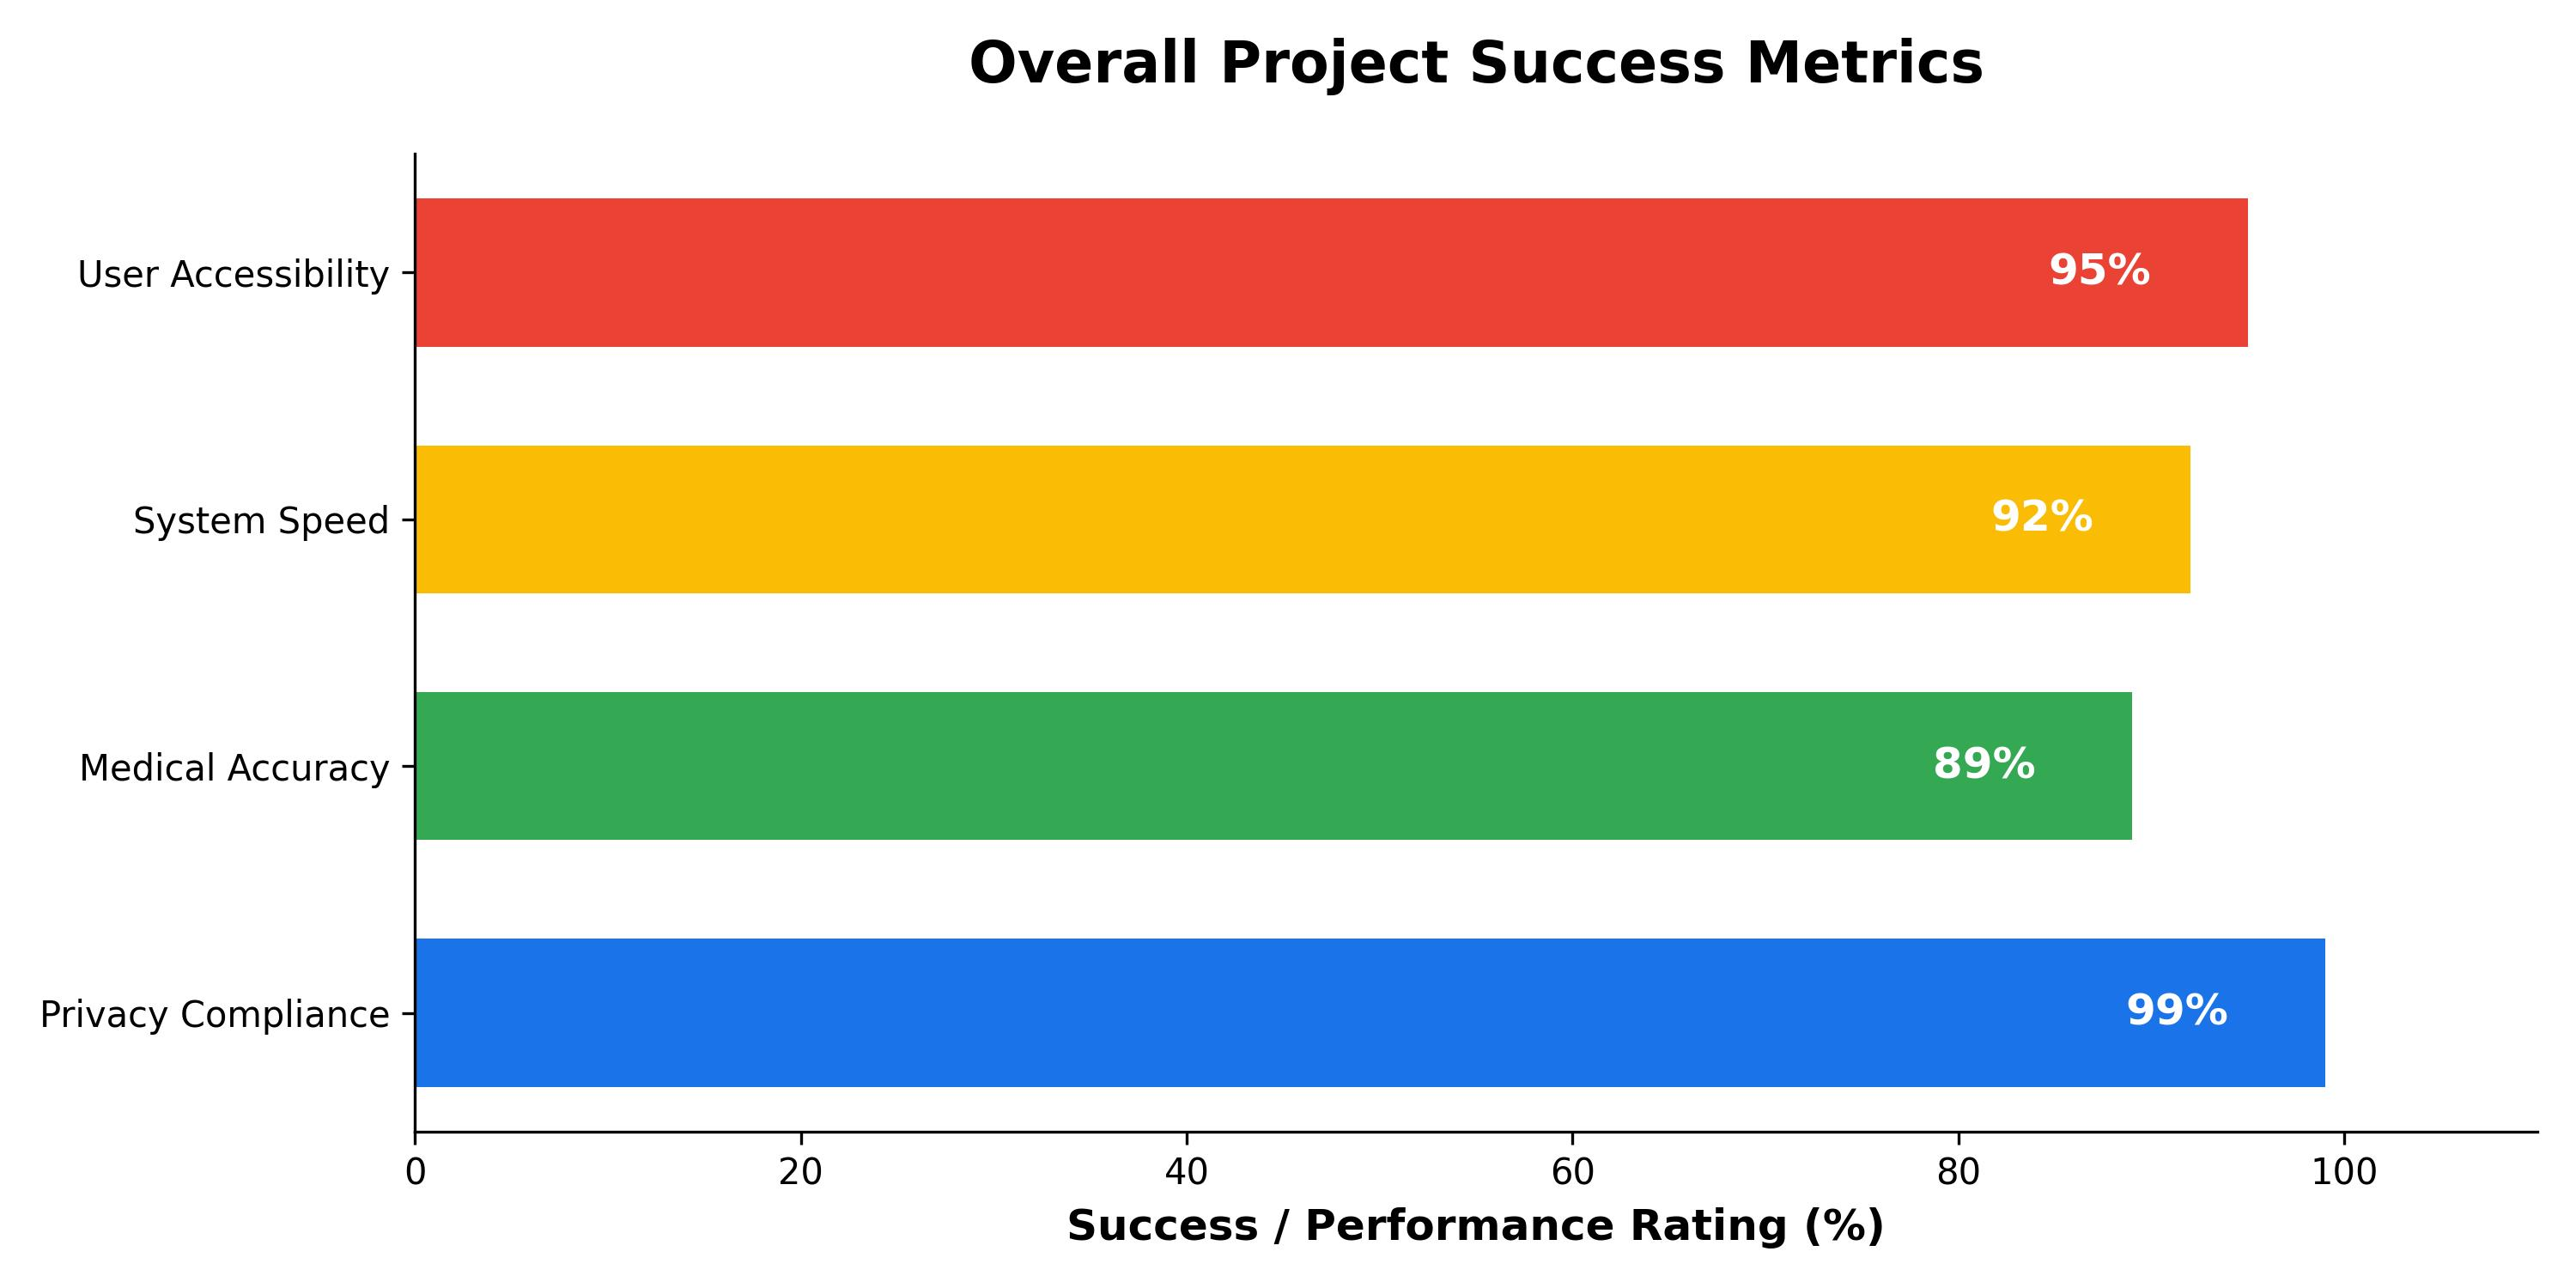 Overall Project Success Metrics
User Accessibility
95%
System Speed
92%
Medical Accuracy
89%
Privacy Compliance
99%
0 20 40 60 80 100
Success / Performance Rating (%)